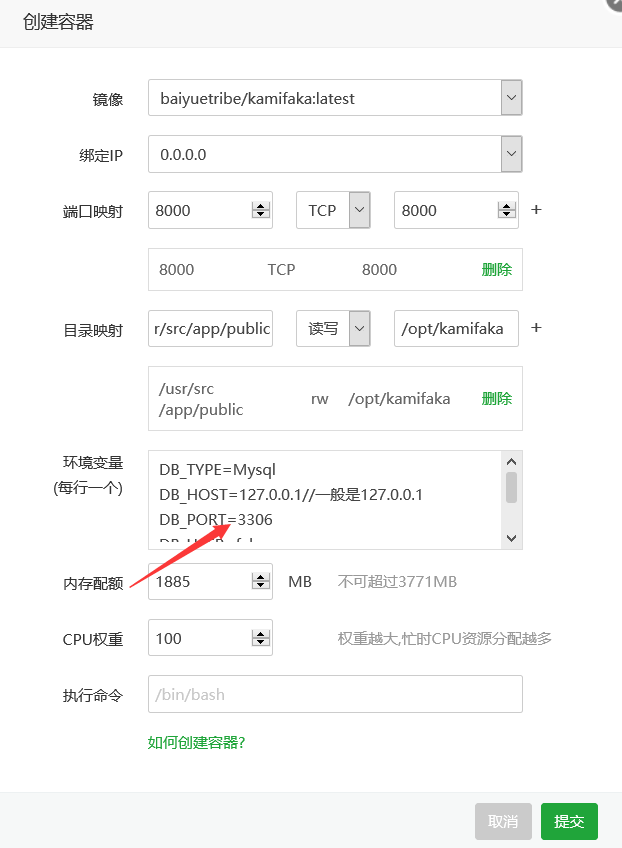 创建容器
镜像 baiyuetribe/kamifaka:latest
绑定IP 0.0.0.0
端口映射 8000 TCP 8000 +
8000 TCP 8000 删除
目录映射 r/src/app/public 读写 /opt/kamifaka +
/usr/src
/app/public rw /opt/kamifaka 删除
环境变量
(每行一个)
DB_TYPE=Mysql
DB_HOST=127.0.0.1//一般是127.0.0.1
DB_PORT=3306
内存配额 1885 MB 不可超过3771MB
CPU权重 100 权重越大,忙时CPU资源分配越多
执行命令 /bin/bash
如何创建容器?
取消 提交